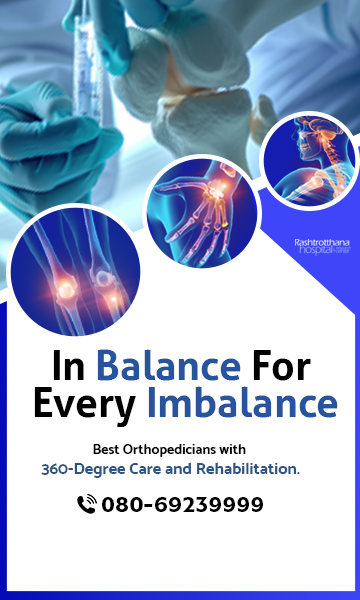 Rashtrotthana
hospital
In Balance For
Every Imbalance
Best Orthopedicians with
360-Degree Care and Rehabilitation.
080-69239999